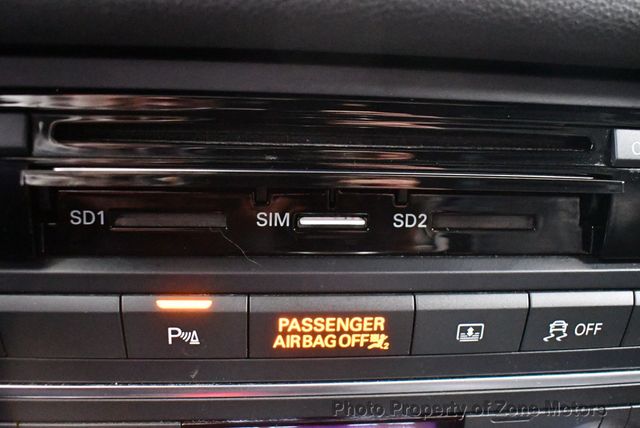 SD1 SIM SD2
P
PASSENGER
AIR BAG OFF
OFF
Photo Property of Zone Motors